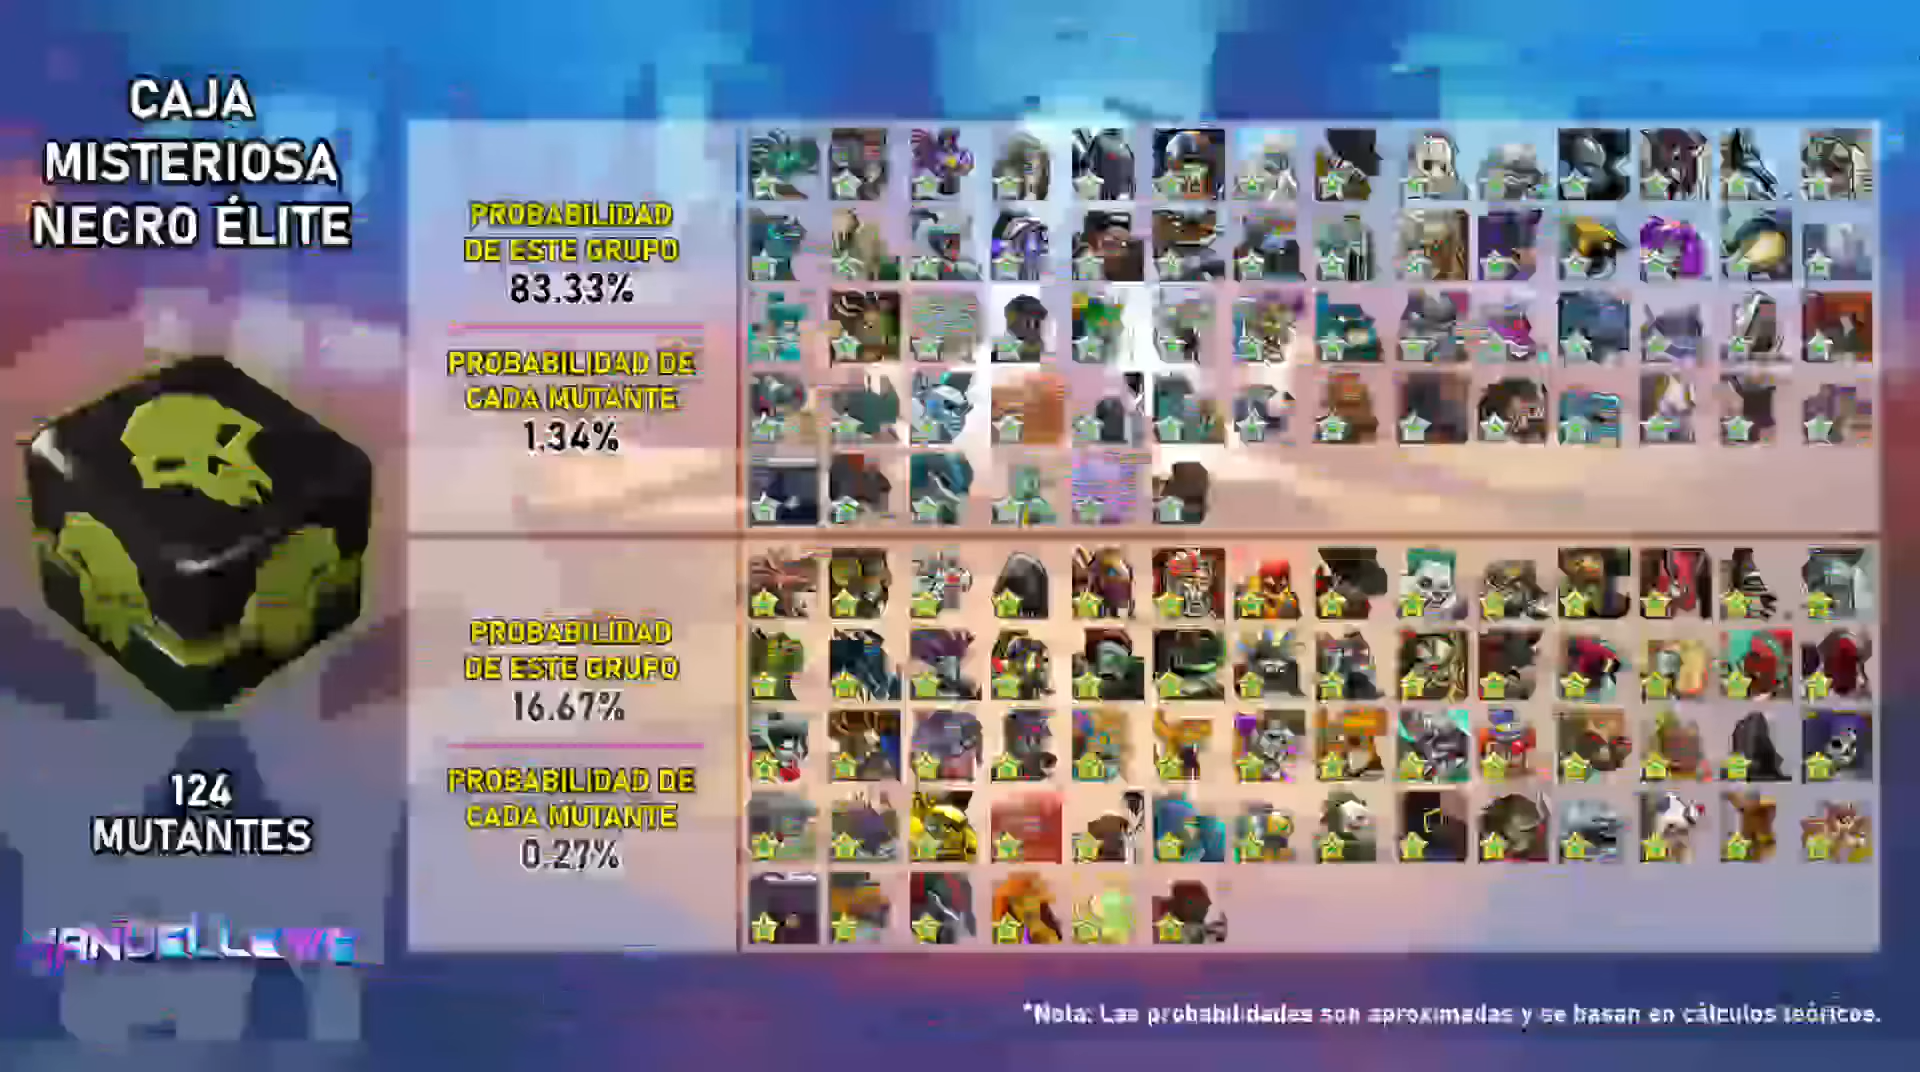 CAJA
MISTERIOSA
NECRO ÉLITE
PROBABILIDAD
DE ESTE GRUPO
83.33%
PROBABILIDAD DE
CADA MUTANTE
1.34%
PROBABILIDAD
DE ESTE GRUPO
16.67%
PROBABILIDAD DE
CADA MUTANTE
0.27%
124
MUTANTES
*Nota: Las probabilidades son aproximadas y se basan en cálculos teóricos.